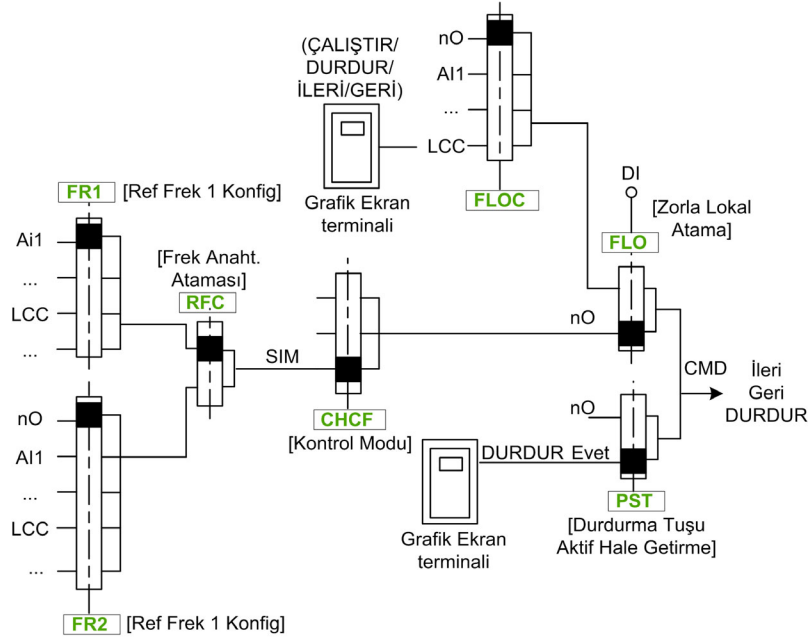 (ÇALIŞTIR/
DURDUR/
İLERİ/GERİ)
Grafik Ekran
terminali
nO
AI1
...
LCC
FLOC
DI
[Zorla Lokal
Atama]
FLO
FR1 [Ref Frek 1 Konfig]
Ai1
...
LCC
...
[Frek Anaht.
Ataması]
RFC
SIM
CHCF
[Kontrol Modu]
nO
nO
AI1
...
LCC
...
FR2 [Ref Frek 1 Konfig]
Grafik Ekran
terminali
DURDUR Evet
nO
PST
[Durdurma Tuşu
Aktif Hale Getirme]
CMD
İleri
Geri
DURDUR